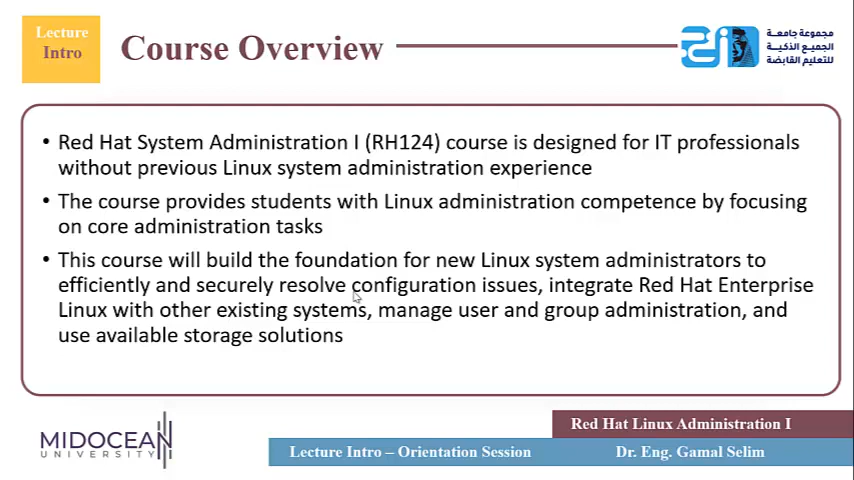 Lecture
Intro
Course Overview
مجموعة جامعة
الجميع الذكية
للتعليم القابضة
• Red Hat System Administration I (RH124) course is designed for IT professionals
without previous Linux system administration experience
• The course provides students with Linux administration competence by focusing
on core administration tasks
• This course will build the foundation for new Linux system administrators to
efficiently and securely resolve configuration issues, integrate Red Hat Enterprise
Linux with other existing systems, manage user and group administration, and
use available storage solutions
MIDOCEAN
UNIVERSITY
Red Hat Linux Administration I
Lecture Intro – Orientation Session
Dr. Eng. Gamal Selim